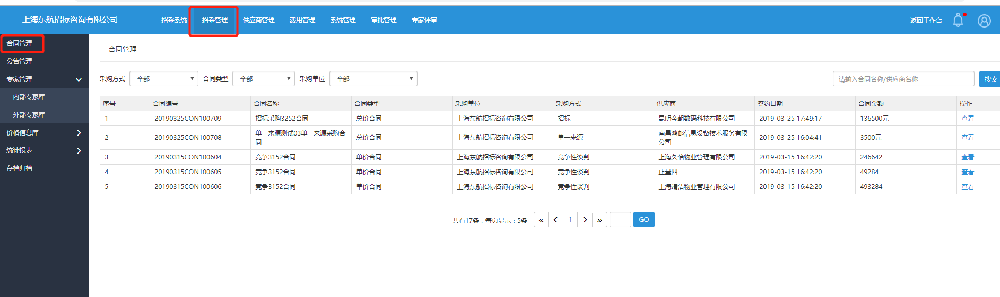 上海东航招标咨询有限公司 招采系统 招采管理 供应商管理 费用管理 系统管理 审批管理 专家评审 返回工作台
合同管理
公告管理
专家管理
内部专家库
外部专家库
价格信息库
统计报表
存档归档
合同管理
采购方式 全部 合同类型 全部 采购单位 全部 请输入合同名称/供应商名称 搜索
序号 合同编号 合同名称 合同类型 采购单位 采购方式 供应商 签约日期 合同金额 操作
1 20190325CON100709 招标采购3252合同 总价合同 上海东航招标咨询有限公司 招标 昆明今朝数码科技有限公司 2019-03-25 17:49:17 136500元 查看
2 20190325CON100708 单一来源测试03单一来源采购合同 总价合同 上海东航招标咨询有限公司 单一来源 南昌鸿邮信息设备技术服务有限公司 2019-03-25 16:04:41 3500元 查看
3 20190315CON100604 竞争3152合同 单价合同 上海东航招标咨询有限公司 竞争性谈判 上海久怡物业管理有限公司 2019-03-15 16:42:20 246642 查看
4 20190315CON100605 竞争3152合同 单价合同 上海东航招标咨询有限公司 竞争性谈判 正量四 2019-03-15 16:42:20 49284 查看
5 20190315CON100606 竞争3152合同 单价合同 上海东航招标咨询有限公司 竞争性谈判 上海靖洁物业管理有限公司 2019-03-15 16:42:20 493284 查看
共有17条，每页显示：5条 « < 1 > » GO